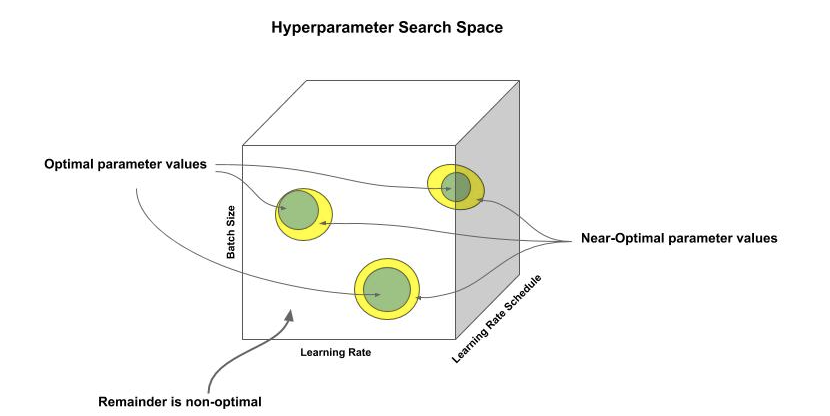 Hyperparameter Search Space
Optimal parameter values
Batch Size
Near-Optimal parameter values
Learning Rate Schedule
Learning Rate
Remainder is non-optimal